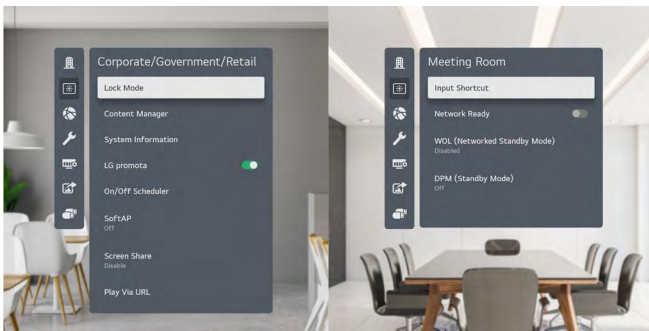 Corporate/Government/Retail
Lock Mode
Content Manager
System Information
LG promota
On/Off Scheduler
SoftAP
Off
Screen Share
Disable
Play Via URL
Meeting Room
Input Shortcut
Network Ready
WOL (Networked Standby Mode)
Disabled
DPM (Standby Mode)
Off